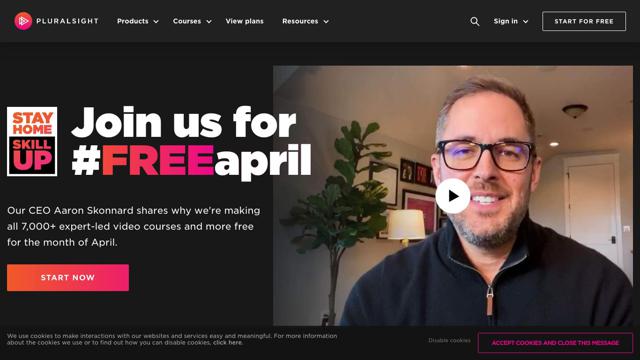 PLURALSIGHT
Products
Courses
View plans
Resources
Sign in
START FOR FREE
STAY
HOME
SKILL
UP
Join us for
#FREEapril
Our CEO Aaron Skonnard shares why we're making
all 7,000+ expert-led video courses and more free
for the month of April.
START NOW
We use cookies to make interactions with our websites and services easy and meaningful. For more information
about the cookies we use or to find out how you can disable cookies, click here.
Disable cookies
ACCEPT COOKIES AND CLOSE THIS MESSAGE